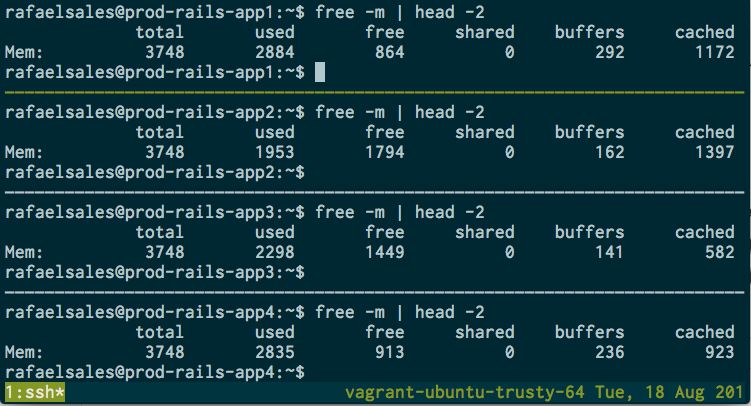 rafaelsales@prod-rails-app1:~$ free -m | head -2
total used free shared buffers cached
Mem: 3748 2884 864 0 292 1172
rafaelsales@prod-rails-app1:~$
rafaelsales@prod-rails-app2:~$ free -m | head -2
total used free shared buffers cached
Mem: 3748 1953 1794 0 162 1397
rafaelsales@prod-rails-app2:~$
rafaelsales@prod-rails-app3:~$ free -m | head -2
total used free shared buffers cached
Mem: 3748 2298 1449 0 141 582
rafaelsales@prod-rails-app3:~$
rafaelsales@prod-rails-app4:~$ free -m | head -2
total used free shared buffers cached
Mem: 3748 2835 913 0 236 923
rafaelsales@prod-rails-app4:~$
1:ssh* vagrant-ubuntu-trusty-64 Tue, 18 Aug 201